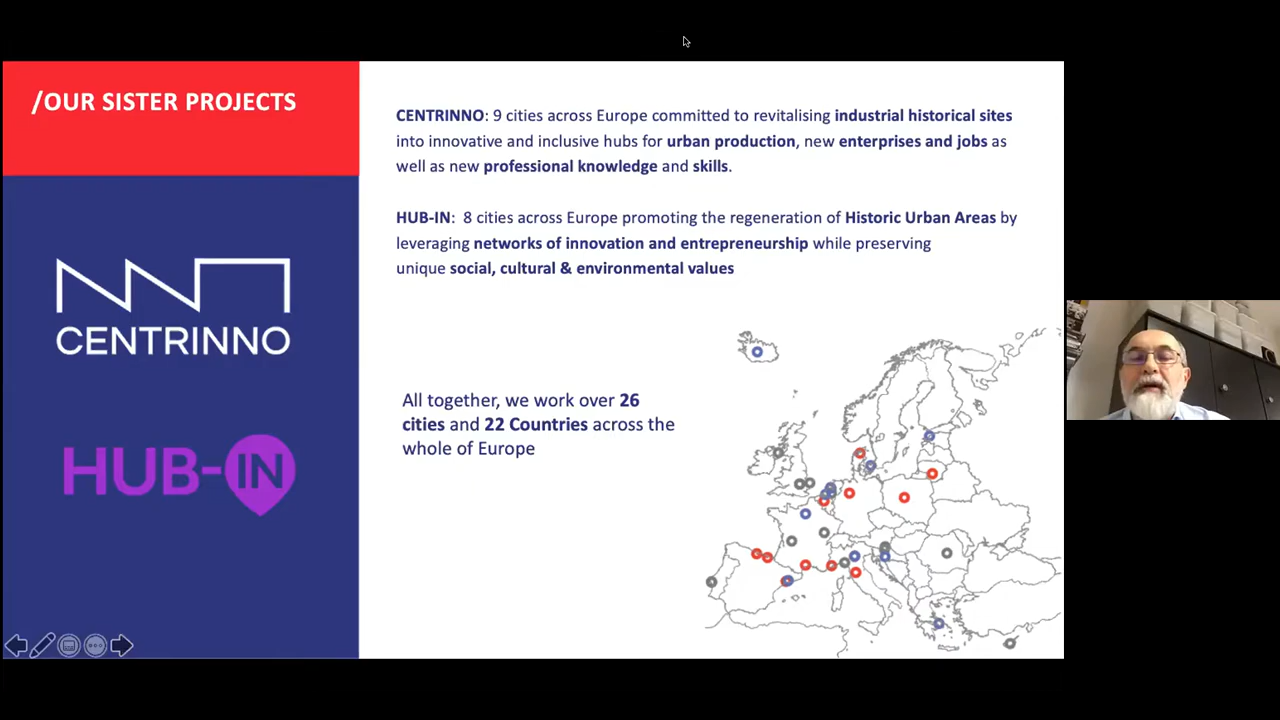 /OUR SISTER PROJECTS
CENTRINNO: 9 cities across Europe committed to revitalising industrial historical sites
into innovative and inclusive hubs for urban production, new enterprises and jobs as
well as new professional knowledge and skills.
HUB-IN:  8 cities across Europe promoting the regeneration of Historic Urban Areas by
leveraging networks of innovation and entrepreneurship while preserving
unique social, cultural & environmental values
CENTRINNO
HUB-IN
All together, we work over 26
cities and 22 Countries across the
whole of Europe